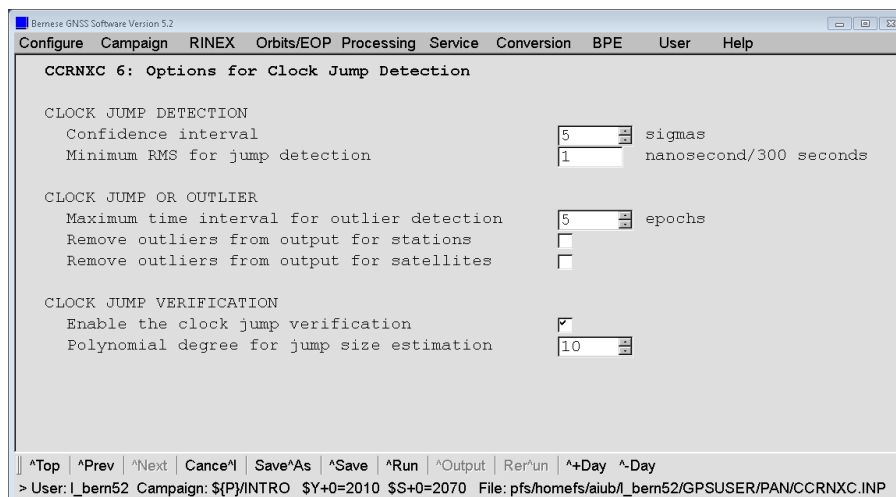 Bernese GNSS Software Version 5.2
Configure Campaign RINEX Orbits/EOP Processing Service Conversion BPE User Help
CCRNXC 6: Options for Clock Jump Detection
CLOCK JUMP DETECTION
Confidence interval 5 sigmas
Minimum RMS for jump detection 1 nanosecond/300 seconds
CLOCK JUMP OR OUTLIER
Maximum time interval for outlier detection 5 epochs
Remove outliers from output for stations
Remove outliers from output for satellites
CLOCK JUMP VERIFICATION
Enable the clock jump verification
Polynomial degree for jump size estimation 10
^Top ^Prev ^Next Cance^l Save^As ^Save ^Run ^Output Rer^un ^+Day ^-Day
> User: l_bern52 Campaign: ${P}/INTRO $Y+0=2010 $S+0=2070 File: pfs/homefs/aiub/l_bern52/GPSUSER/PAN/CCRNXC.INP